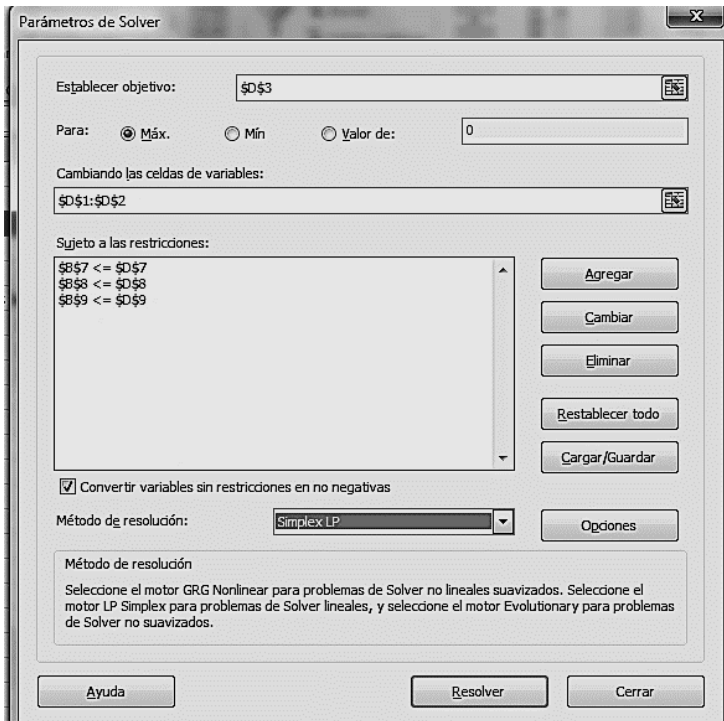 Parámetros de Solver
Establecer objetivo: $D$3
Para: Máx. Mín Valor de: 0
Cambiando las celdas de variables:
$D$1:$D$2
Sujeto a las restricciones:
$B$7 <= $D$7
$B$8 <= $D$8
$B$9 <= $D$9
Agregar
Cambiar
Eliminar
Restablecer todo
Cargar/Guardar
Convertir variables sin restricciones en no negativas
Método de resolución: Simplex LP
Opciones
Método de resolución
Seleccione el motor GRG Nonlinear para problemas de Solver no lineales suavizados. Seleccione el
motor LP Simplex para problemas de Solver lineales, y seleccione el motor Evolutionary para problemas
de Solver no suavizados.
Ayuda Resolver Cerrar